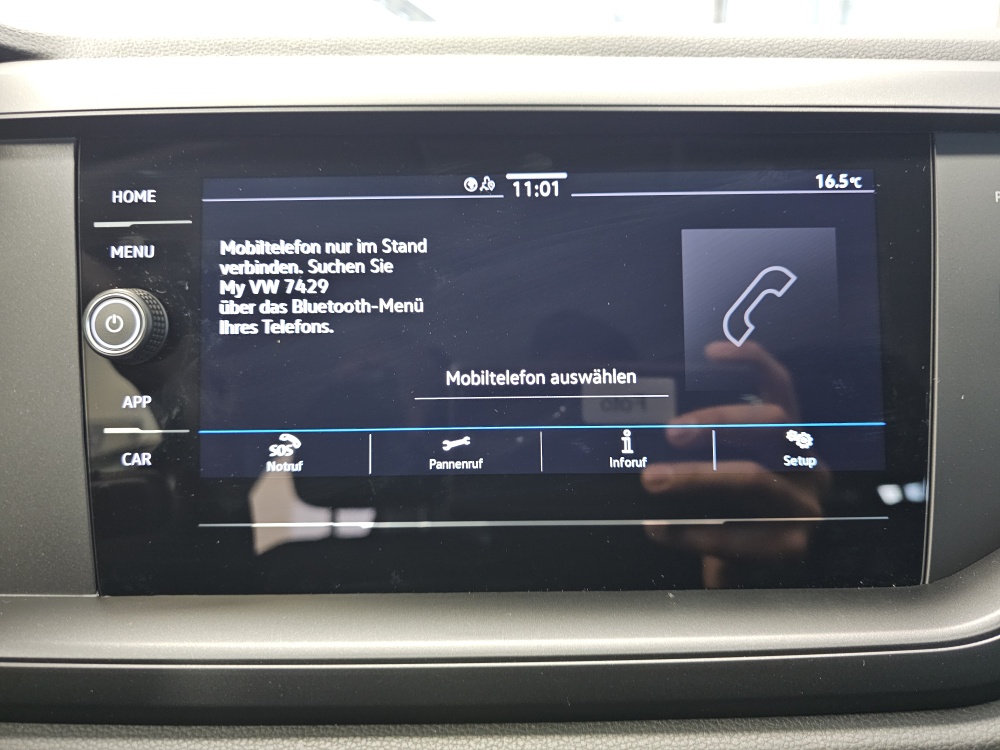 11:01
16.5°C
HOME
MENU
APP
CAR
Mobiltelefon nur im Stand
verbinden. Suchen Sie
My VW 7429
über das Bluetooth-Menü
Ihres Telefons.
Mobiltelefon auswählen
SOS
Notruf
Pannenruf
Inforuf
Setup